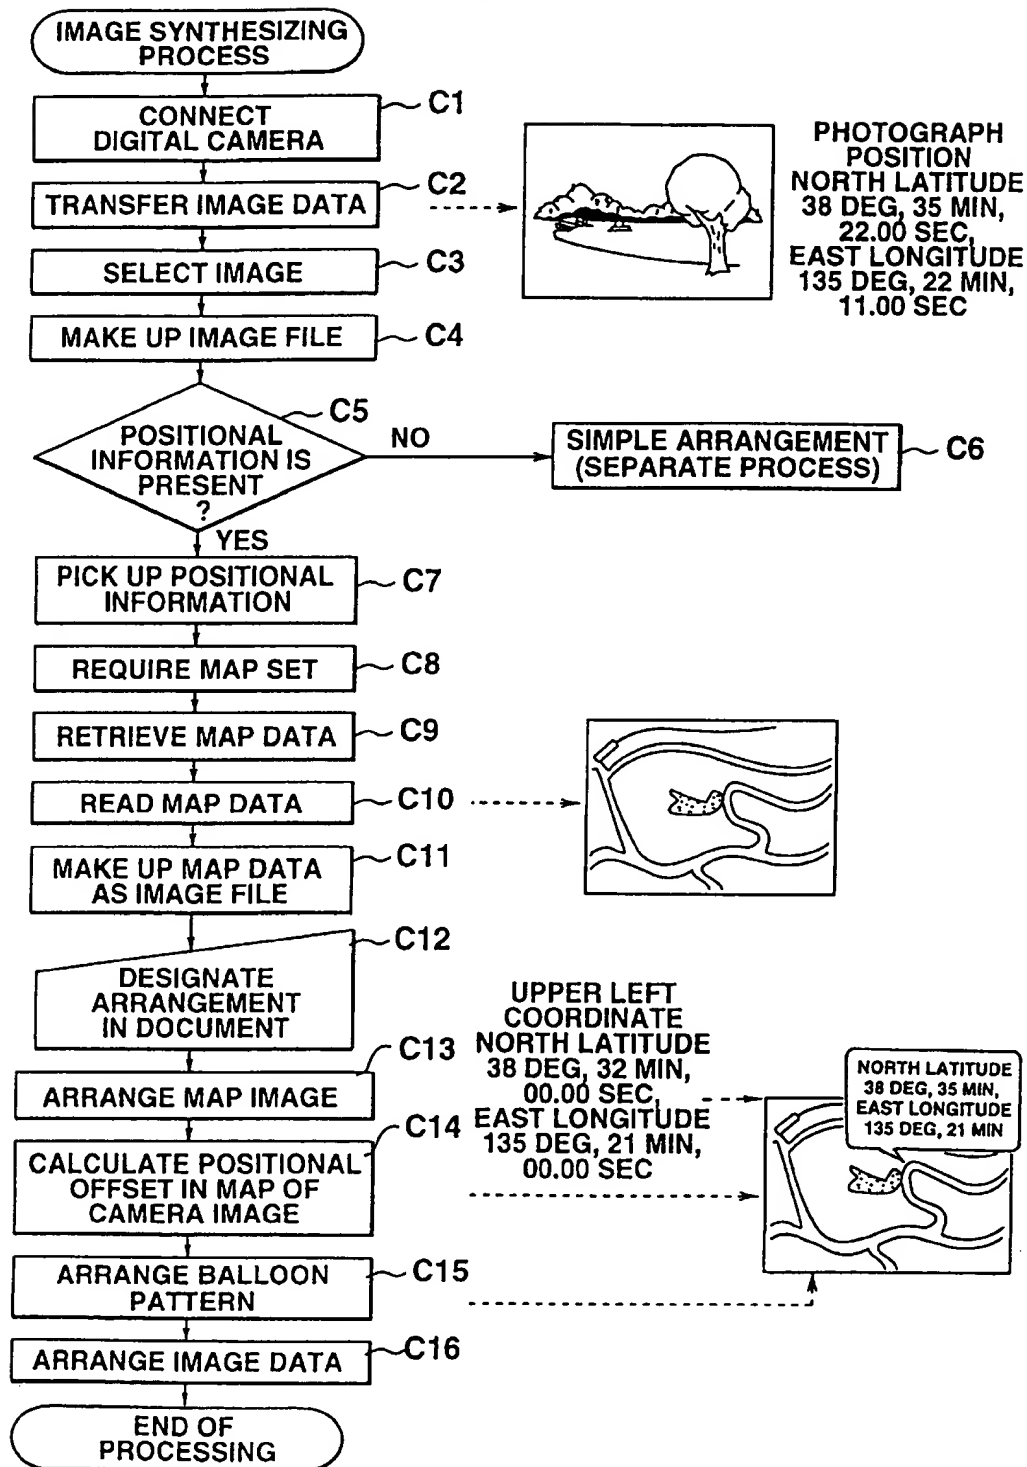 IMAGE SYNTHESIZING
PROCESS
C1
CONNECT
DIGITAL CAMERA
C2
TRANSFER IMAGE DATA
PHOTOGRAPH
POSITION
NORTH LATITUDE
38 DEG, 35 MIN,
22.00 SEC,
EAST LONGITUDE
135 DEG, 22 MIN,
11.00 SEC
C3
SELECT IMAGE
C4
MAKE UP IMAGE FILE
C5
POSITIONAL
INFORMATION IS
PRESENT
?
NO
SIMPLE ARRANGEMENT
(SEPARATE PROCESS)
C6
YES
C7
PICK UP POSITIONAL
INFORMATION
C8
REQUIRE MAP SET
C9
RETRIEVE MAP DATA
C10
READ MAP DATA
C11
MAKE UP MAP DATA
AS IMAGE FILE
C12
DESIGNATE
ARRANGEMENT
IN DOCUMENT
C13
ARRANGE MAP IMAGE
UPPER LEFT
COORDINATE
NORTH LATITUDE
38 DEG, 32 MIN,
00.00 SEC,
EAST LONGITUDE
135 DEG, 21 MIN,
00.00 SEC
NORTH LATITUDE
38 DEG, 35 MIN,
EAST LONGITUDE
135 DEG, 21 MIN
C14
CALCULATE POSITIONAL
OFFSET IN MAP OF
CAMERA IMAGE
C15
ARRANGE BALLOON
PATTERN
C16
ARRANGE IMAGE DATA
END OF
PROCESSING